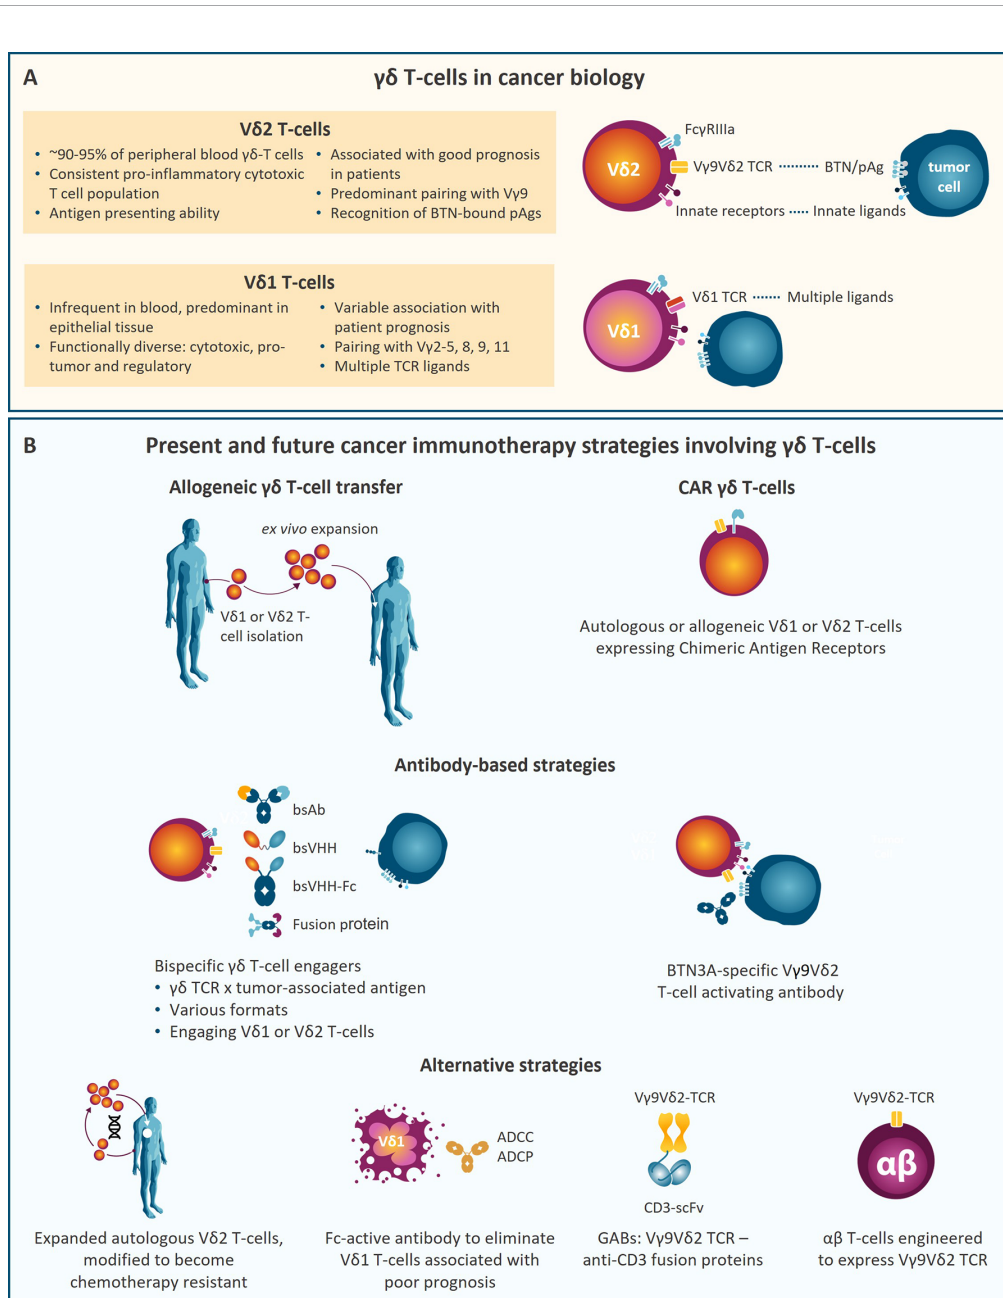 A
γδ T-cells in cancer biology
Vδ2 T-cells
• ~90-95% of peripheral blood γδ-T cells
• Consistent pro-inflammatory cytotoxic
T cell population
• Antigen presenting ability
• Associated with good prognosis
in patients
• Predominant pairing with Vγ9
• Recognition of BTN-bound pAgs
Vδ2
FcγRIIIa
Vγ9Vδ2 TCR ········ BTN/pAg
Innate receptors ····· Innate ligands
tumor
cell
Vδ1 T-cells
• Infrequent in blood, predominant in
epithelial tissue
• Functionally diverse: cytotoxic, pro-
tumor and regulatory
• Variable association with
patient prognosis
• Pairing with Vγ2-5, 8, 9, 11
• Multiple TCR ligands
Vδ1
Vδ1 TCR ······· Multiple ligands
B
Present and future cancer immunotherapy strategies involving γδ T-cells
Allogeneic γδ T-cell transfer
ex vivo expansion
Vδ1 or Vδ2 T-
cell isolation
CAR γδ T-cells
Autologous or allogeneic Vδ1 or Vδ2 T-cells
expressing Chimeric Antigen Receptors
Antibody-based strategies
bsAb
bsVHH
bsVHH-Fc
Fusion protein
Bispecific γδ T-cell engagers
• γδ TCR x tumor-associated antigen
• Various formats
• Engaging Vδ1 or Vδ2 T-cells
BTN3A-specific Vγ9Vδ2
T-cell activating antibody
Alternative strategies
Expanded autologous Vδ2 T-cells,
modified to become
chemotherapy resistant
Vδ1
ADCC
ADCP
Fc-active antibody to eliminate
Vδ1 T-cells associated with
poor prognosis
Vγ9Vδ2-TCR
CD3-scFv
GABs: Vγ9Vδ2 TCR –
anti-CD3 fusion proteins
Vγ9Vδ2-TCR
αβ
αβ T-cells engineered
to express Vγ9Vδ2 TCR